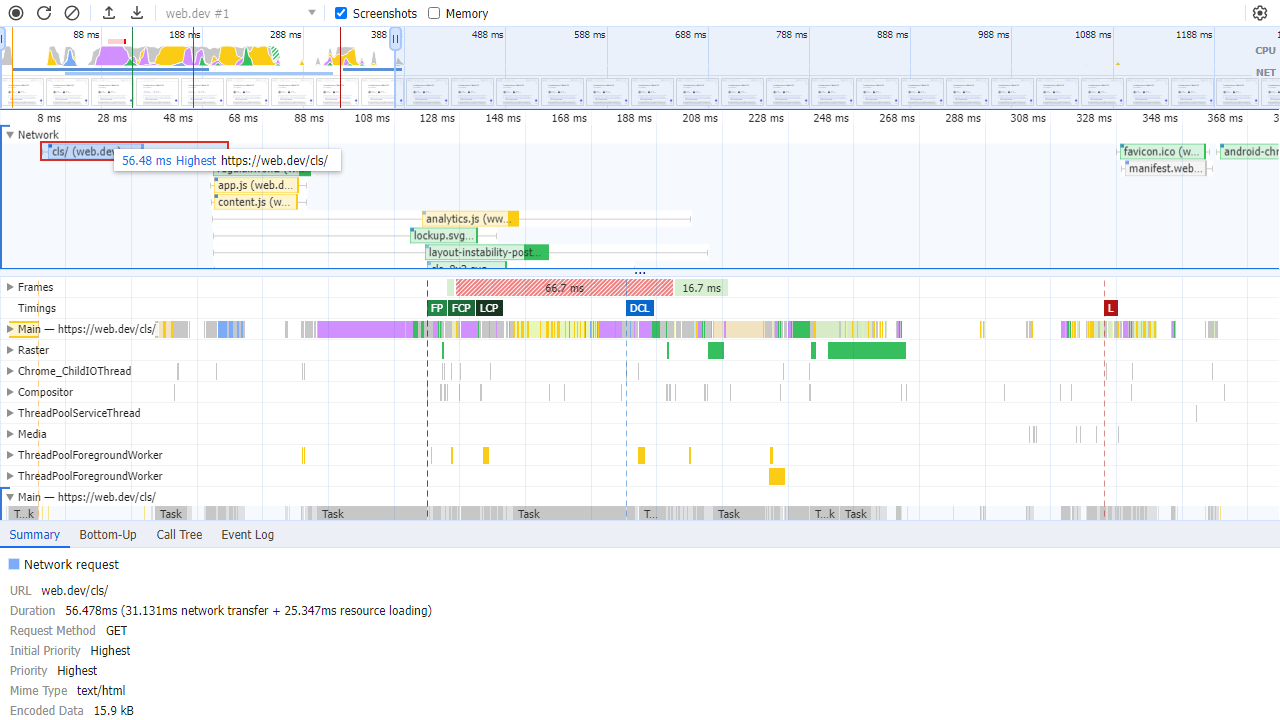 web.dev #1 Screenshots Memory
88 ms 188 ms 288 ms 388 488 ms 588 ms 688 ms 788 ms 888 ms 988 ms 1088 ms 1188 ms
CPU
NET
8 ms 28 ms 48 ms 68 ms 88 ms 108 ms 128 ms 148 ms 168 ms 188 ms 208 ms 228 ms 248 ms 268 ms 288 ms 308 ms 328 ms 348 ms 368 ms
Network
cls/ (web.dev favicon.ico (w... android-chr
56.48 ms Highest https://web.dev/cls/
manifest.web...
app.js (web.d...
content.js (w...
analytics.js (ww...
lockup.svg...
layout-instability-post...
Frames 66.7 ms 16.7 ms
Timings FP FCP LCP DCL L
Main — https://web.dev/cls/
Raster
Chrome_ChildIOThread
Compositor
ThreadPoolServiceThread
Media
ThreadPoolForegroundWorker
ThreadPoolForegroundWorker
Main — https://web.dev/cls/
T...k Task Task Task T... Task T...k Task
Summary Bottom-Up Call Tree Event Log
Network request
URL web.dev/cls/
Duration 56.478ms (31.131ms network transfer + 25.347ms resource loading)
Request Method GET
Initial Priority Highest
Priority Highest
Mime Type text/html
Encoded Data 15.9 kB